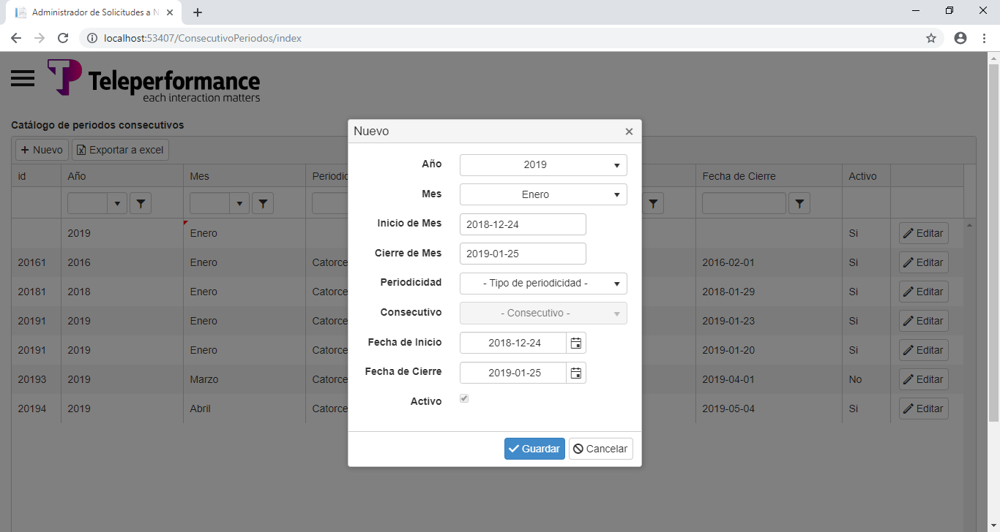 Administrador de Solicitudes a N
localhost:53407/ConsecutivoPeriodos/index
Teleperformance
each interaction matters
Catálogo de periodos consecutivos
Nuevo Exportar a excel
id Año Mes Periodic Fecha de Cierre Activo
2019 Enero Si Editar
20161 2016 Enero Catorce 2016-02-01 Si Editar
20181 2018 Enero Catorce 2018-01-29 Si Editar
20191 2019 Enero Catorce 2019-01-23 Si Editar
20191 2019 Enero Catorce 2019-01-20 Si Editar
20193 2019 Marzo Catorce 2019-04-01 No Editar
20194 2019 Abril Catorce 2019-05-04 Si Editar
Nuevo
Año 2019
Mes Enero
Inicio de Mes 2018-12-24
Cierre de Mes 2019-01-25
Periodicidad - Tipo de periodicidad -
Consecutivo - Consecutivo -
Fecha de Inicio 2018-12-24
Fecha de Cierre 2019-01-25
Activo
Guardar Cancelar